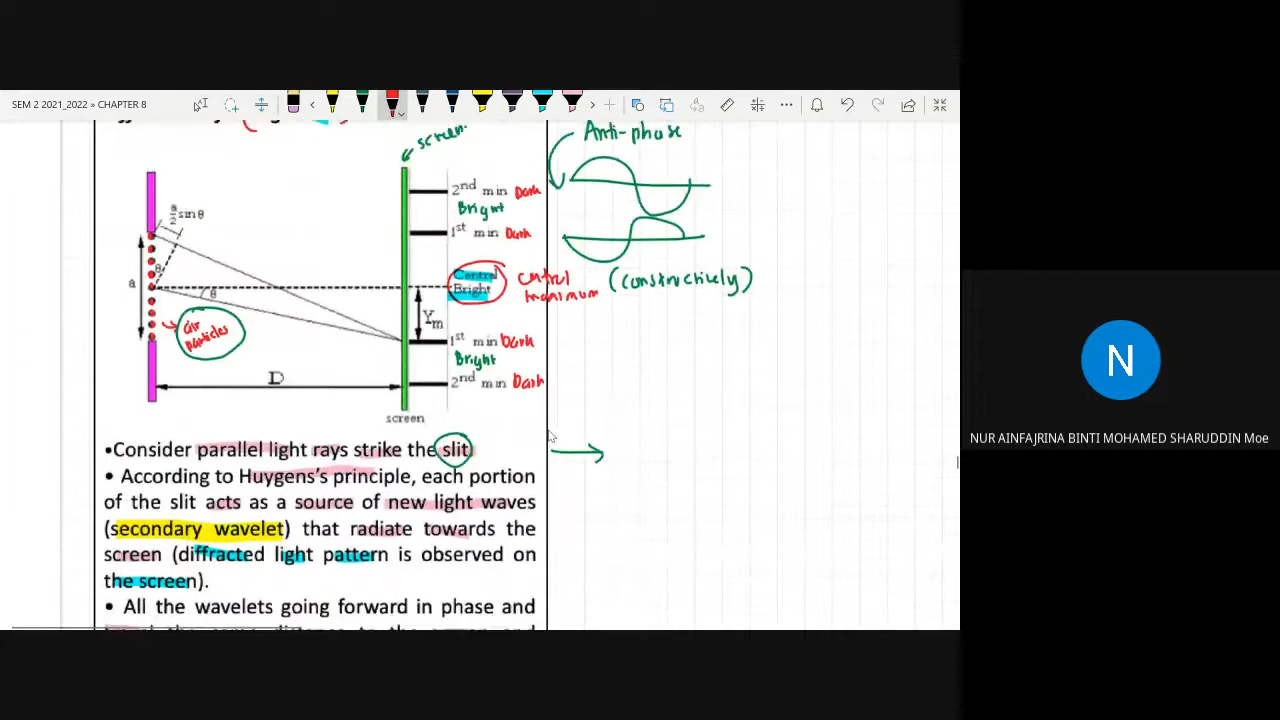 SEM 2 2021_2022 » CHAPTER 8
screen
Anti-phase
2nd min Dark
Bright
1st min Dark
a/2 sinθ
θ
a
Central
Bright
central
maximum
(constructively)
θ
Ym
air
particles
1st min Dark
Bright
2nd min Dark
D
screen
•Consider parallel light rays strike the slit
• According to Huygens's principle, each portion
of the slit acts as a source of new light waves
(secondary wavelet) that radiate towards the
screen (diffracted light pattern is observed on
the screen).
• All the wavelets going forward in phase and
N
NUR AINFAJRINA BINTI MOHAMED SHARUDDIN Moe